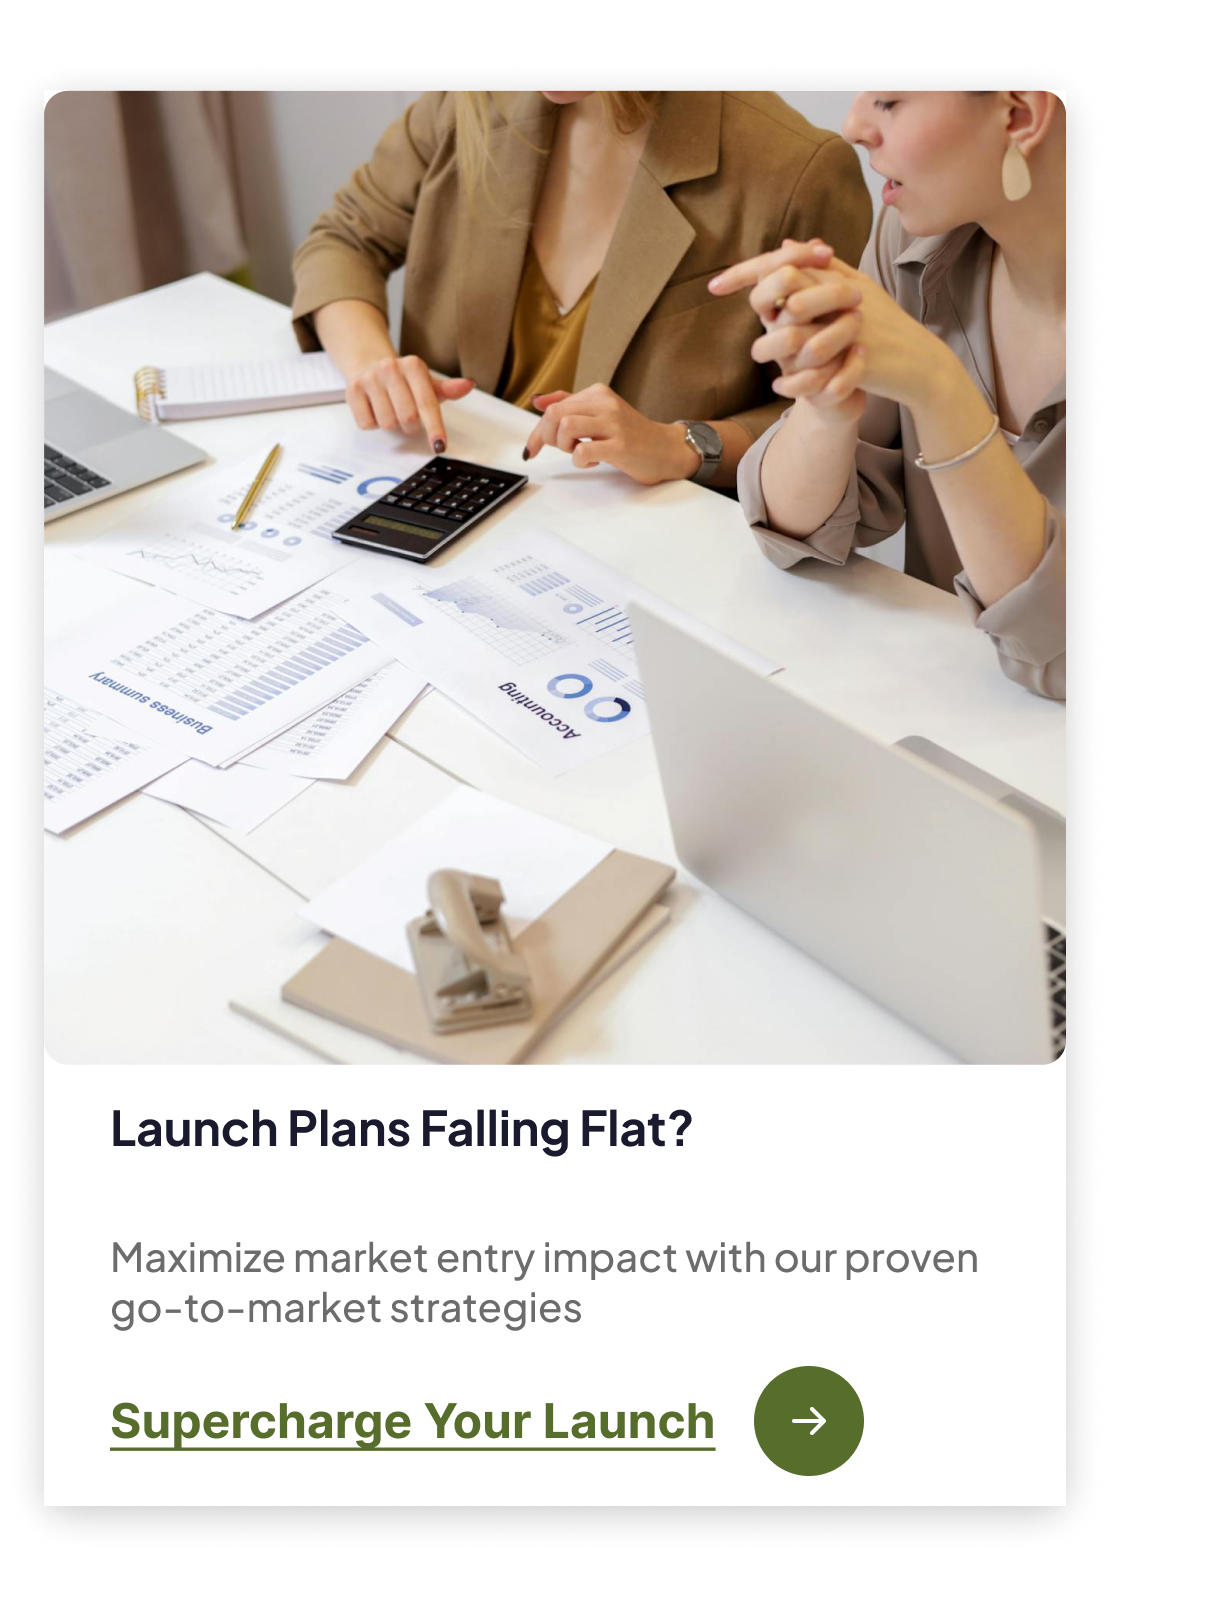 Business summary
Accounting
Launch Plans Falling Flat?
Maximize market entry impact with our proven
go-to-market strategies
Supercharge Your Launch